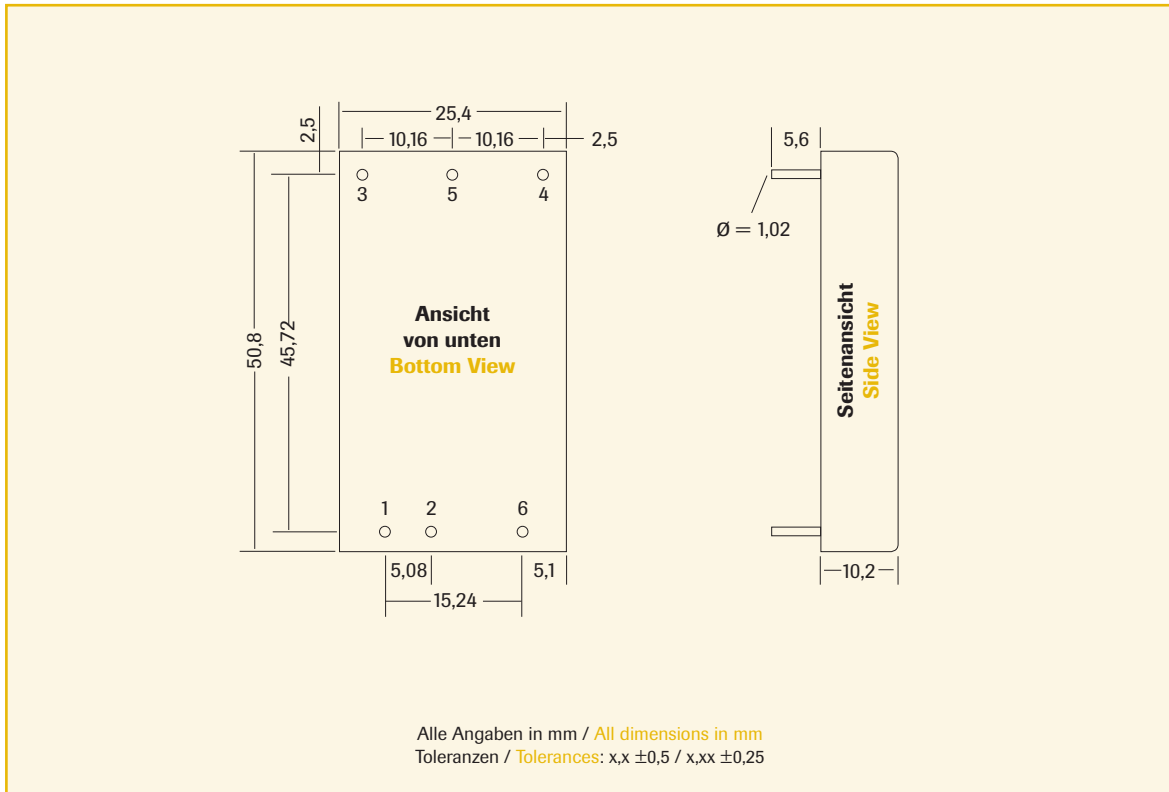 25,4
2,5
10,16
10,16
2,5
3
5
4
50,8
45,72
Ansicht
von unten
Bottom View
1
2
6
5,08
5,1
15,24
5,6
Ø = 1,02
Seitenansicht
Side View
10,2
Alle Angaben in mm / All dimensions in mm
Toleranzen / Tolerances: x,x ±0,5 / x,xx ±0,25